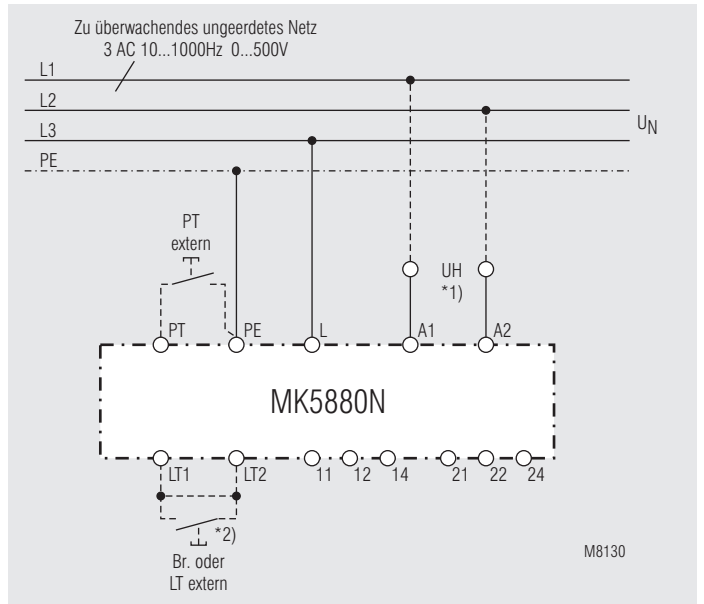 Zu überwachendes ungeerdetes Netz
3 AC 10...1000Hz 0...500V
L1
L2
L3
PE
UN
PT
extern
UH
*1)
PT
PE
L
A1
A2
MK5880N
LT1
LT2
11
12
14
21
22
24
*2)
Br. oder
LT extern
M8130